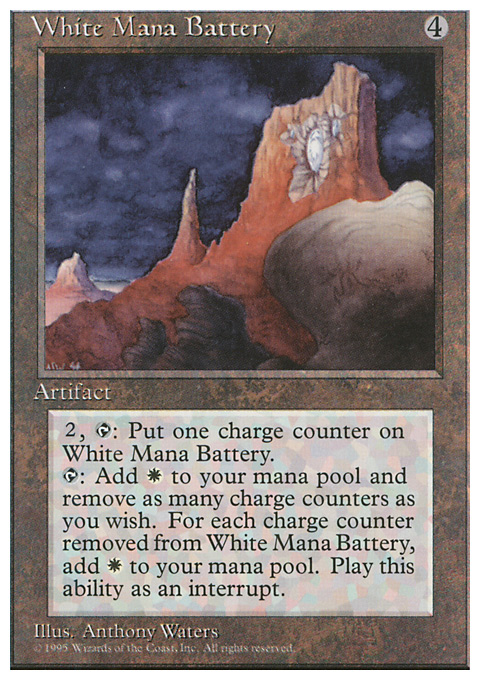 White Mana Battery 4
Artifact
2, : Put one charge counter on
White Mana Battery.
: Add to your mana pool and
remove as many charge counters as
you wish. For each charge counter
removed from White Mana Battery,
add to your mana pool. Play this
ability as an interrupt.
Illus. Anthony Waters
© 1995 Wizards of the Coast, Inc. All rights reserved.